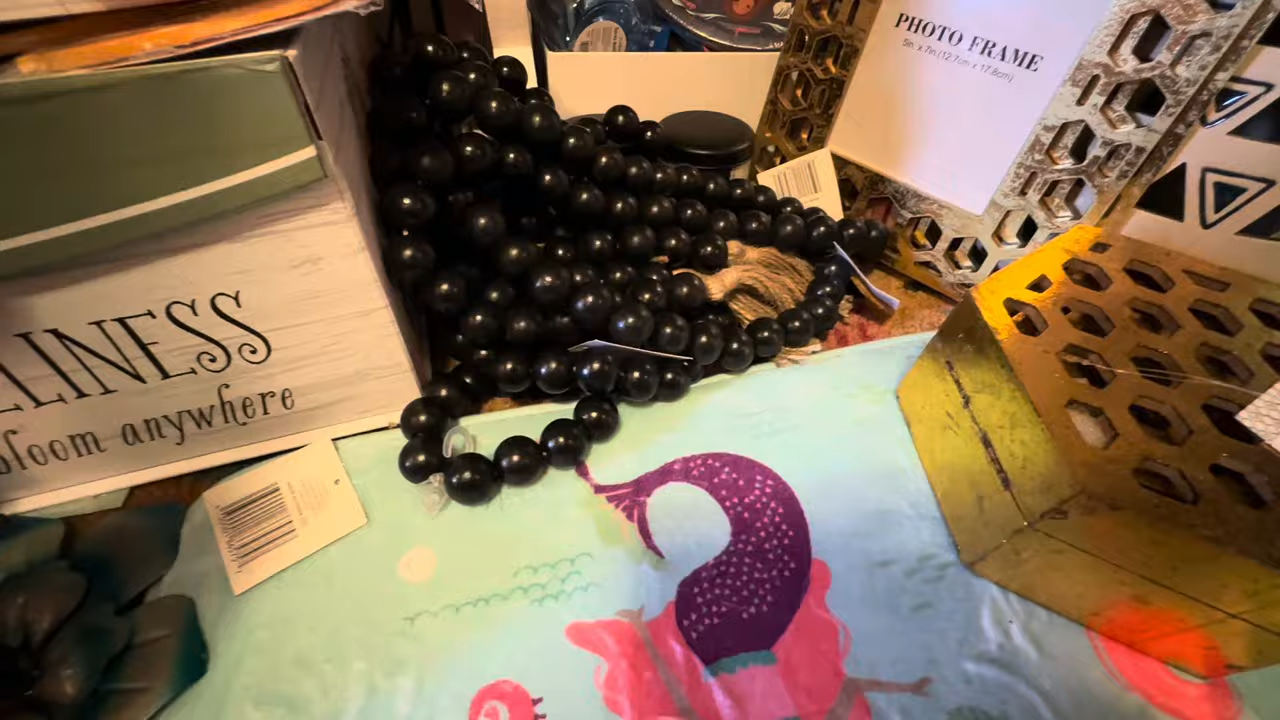 PHOTO FRAME
5in. x 7in. (12.7cm x 17.8cm)
LINESS
bloom anywhere